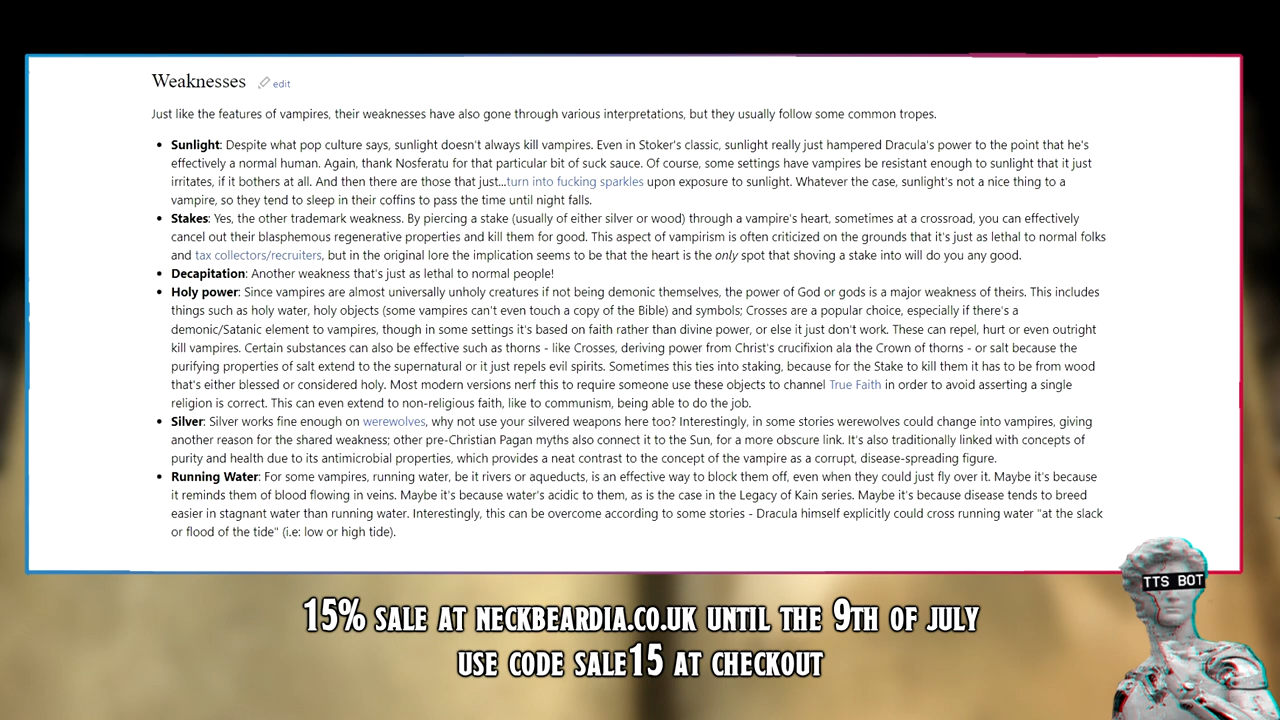 Weaknesses edit
Just like the features of vampires, their weaknesses have also gone through various interpretations, but they usually follow some common tropes.
• Sunlight: Despite what pop culture says, sunlight doesn't always kill vampires. Even in Stoker's classic, sunlight really just hampered Dracula's power to the point that he's
effectively a normal human. Again, thank Nosferatu for that particular bit of suck sauce. Of course, some settings have vampires be resistant enough to sunlight that it just
irritates, if it bothers at all. And then there are those that just...turn into fucking sparkles upon exposure to sunlight. Whatever the case, sunlight's not a nice thing to a
vampire, so they tend to sleep in their coffins to pass the time until night falls.
• Stakes: Yes, the other trademark weakness. By piercing a stake (usually of either silver or wood) through a vampire's heart, sometimes at a crossroad, you can effectively
cancel out their blasphemous regenerative properties and kill them for good. This aspect of vampirism is often criticized on the grounds that it's just as lethal to normal folks
and tax collectors/recruiters, but in the original lore the implication seems to be that the heart is the only spot that shoving a stake into will do you any good.
• Decapitation: Another weakness that's just as lethal to normal people!
• Holy power: Since vampires are almost universally unholy creatures if not being demonic themselves, the power of God or gods is a major weakness of theirs. This includes
things such as holy water, holy objects (some vampires can't even touch a copy of the Bible) and symbols; Crosses are a popular choice, especially if there's a
demonic/Satanic element to vampires, though in some settings it's based on faith rather than divine power, or else it just don't work. These can repel, hurt or even outright
kill vampires. Certain substances can also be effective such as thorns - like Crosses, deriving power from Christ's crucifixion ala the Crown of thorns - or salt because the
purifying properties of salt extend to the supernatural or it just repels evil spirits. Sometimes this ties into staking, because for the Stake to kill them it has to be from wood
that's either blessed or considered holy. Most modern versions nerf this to require someone use these objects to channel True Faith in order to avoid asserting a single
religion is correct. This can even extend to non-religious faith, like to communism, being able to do the job.
• Silver: Silver works fine enough on werewolves, why not use your silvered weapons here too? Interestingly, in some stories werewolves could change into vampires, giving
another reason for the shared weakness; other pre-Christian Pagan myths also connect it to the Sun, for a more obscure link. It's also traditionally linked with concepts of
purity and health due to its antimicrobial properties, which provides a neat contrast to the concept of the vampire as a corrupt, disease-spreading figure.
• Running Water: For some vampires, running water, be it rivers or aqueducts, is an effective way to block them off, even when they could just fly over it. Maybe it's because
it reminds them of blood flowing in veins. Maybe it's because water's acidic to them, as is the case in the Legacy of Kain series. Maybe it's because disease tends to breed
easier in stagnant water than running water. Interestingly, this can be overcome according to some stories - Dracula himself explicitly could cross running water "at the slack
or flood of the tide" (i.e: low or high tide).
TTS BOT
15% SALE AT NECKBEARDIA.CO.UK UNTIL THE 9TH OF JULY
USE CODE SALE15 AT CHECKOUT